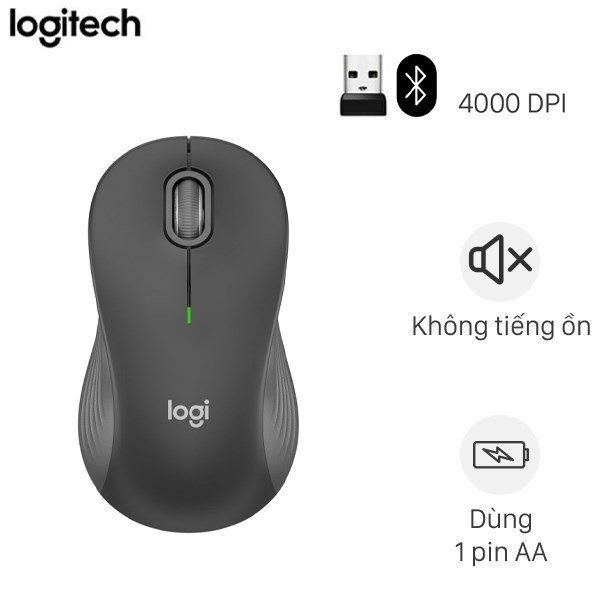 logitech
4000 DPI
Không tiếng ồn
logi
Dùng
1 pin AA